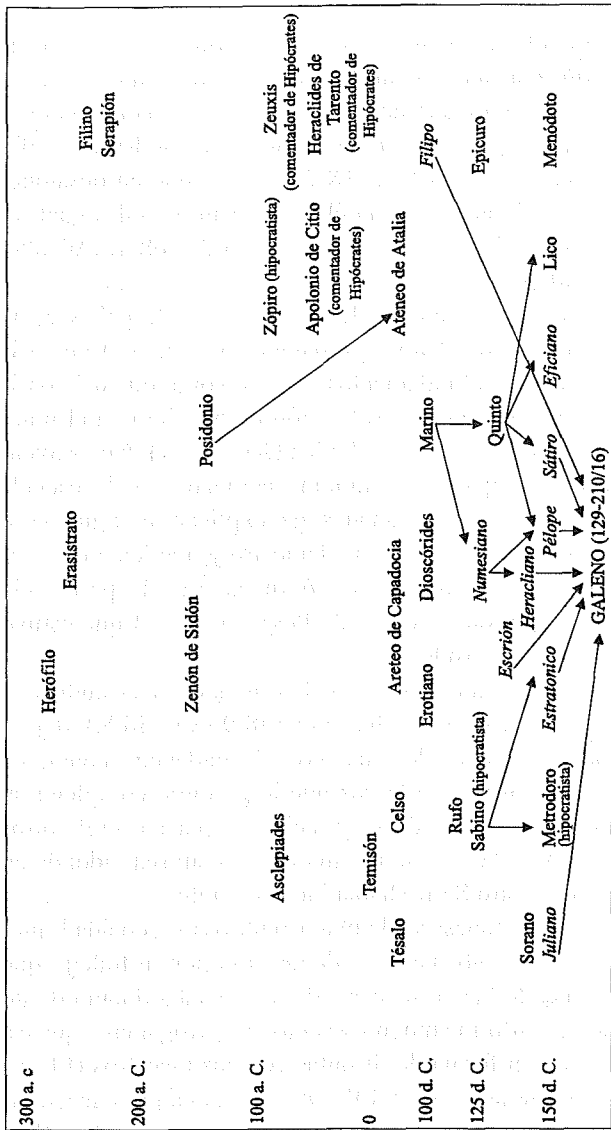 300 a. c
Herófilo
Erasístrato
Filino
Serapión
200 a. C.
Zenón de Sidón
Posidonio
100 a. C.
Asclepiades
Zópiro (hipocratista)
Zeuxis
(comentador de Hipócrates)
Apolonio de Citio
(comentador de
Hipócrates)
Heraclides de
Tarento
(comentador de
Hipócrates)
0
Temisón
Tésalo
Celso
Areteo de Capadocia
Ateneo de Atalia
100 d. C.
Erotiano
Dioscórides
Marino
Filipo
125 d. C.
Rufo
Sabino (hipocratista)
Numesiano
Quinto
Epicuro
Escrión
Heracliano
150 d. C.
Sorano
Juliano
Metrodoro
(hipocratista)
Estratonico
Pélope
Sátiro
Eficiano
Lico
Menódoto
GALENO (129-210/16)